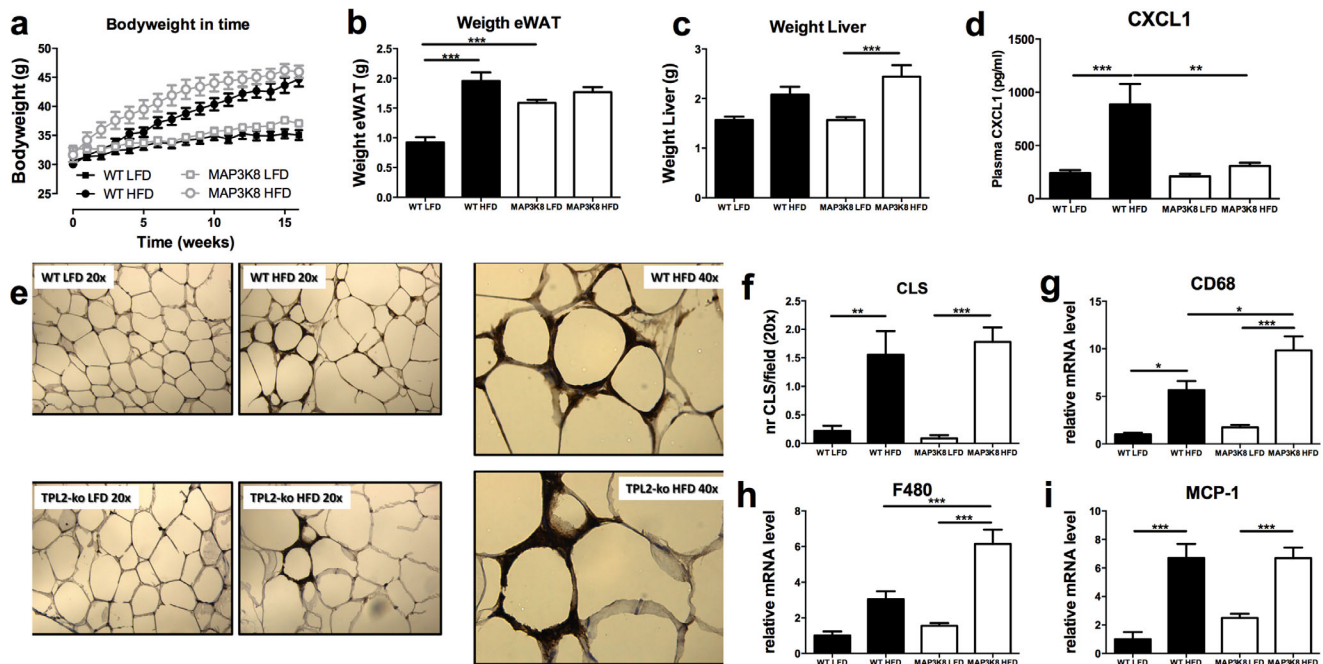 a
Bodyweight in time
Bodyweight (g)
50
45
40
35
30
25
WT LFD
WT HFD
MAP3K8 LFD
MAP3K8 HFD
0 5 10 15
Time (weeks)
b
Weigth eWAT
Weight eWAT (g)
2.5
2.0
1.5
1.0
0.5
0.0
***
***
WT LFD WT HFD MAP3K8 LFD MAP3K8 HFD
c
Weight Liver
Weight Liver (g)
3
2
1
0
***
WT LFD WT HFD MAP3K8 LFD MAP3K8 HFD
d
CXCL1
Plasma CXCL1 (pg/ml)
1500
1000
500
250
0
*** **
WT LFD WT HFD MAP3K8 LFD MAP3K8 HFD
e
WT LFD 20x
WT HFD 20x
WT HFD 40x
TPL2-ko LFD 20x
TPL2-ko HFD 20x
TPL2-ko HFD 40x
f
CLS
nr CLS/field (20x)
2.5
2.0
1.5
1.0
0.5
0.0
** ***
WT LFD WT HFD MAP3K8 LFD MAP3K8 HFD
g
CD68
relative mRNA level
15
10
5
0
*
***
*
WT LFD WT HFD MAP3K8 LFD MAP3K8 HFD
h
F480
relative mRNA level
8
6
4
2
0
***
***
WT LFD WT HFD MAP3K8 LFD MAP3K8 HFD
i
MCP-1
relative mRNA level
10
8
6
4
2
0
*** ***
WT LFD WT HFD MAP3K8 LFD MAP3K8 HFD